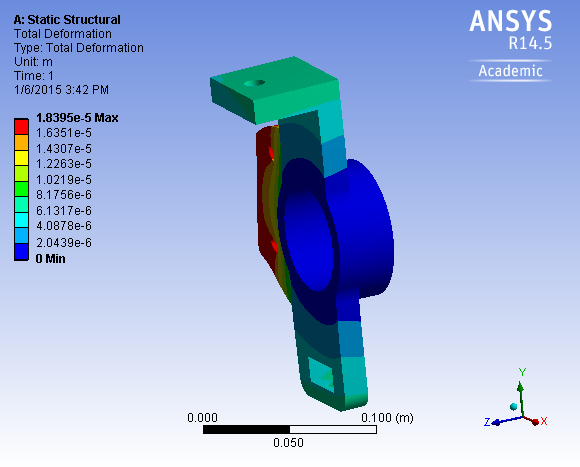 A: Static Structural
Total Deformation
Type: Total Deformation
Unit: m
Time: 1
1/6/2015 3:42 PM
1.8395e-5 Max
1.6351e-5
1.4307e-5
1.2263e-5
1.0219e-5
8.1756e-6
6.1317e-6
4.0878e-6
2.0439e-6
0 Min
ANSYS
R14.5
Academic
0.000
0.100 (m)
0.050
Y
Z
X